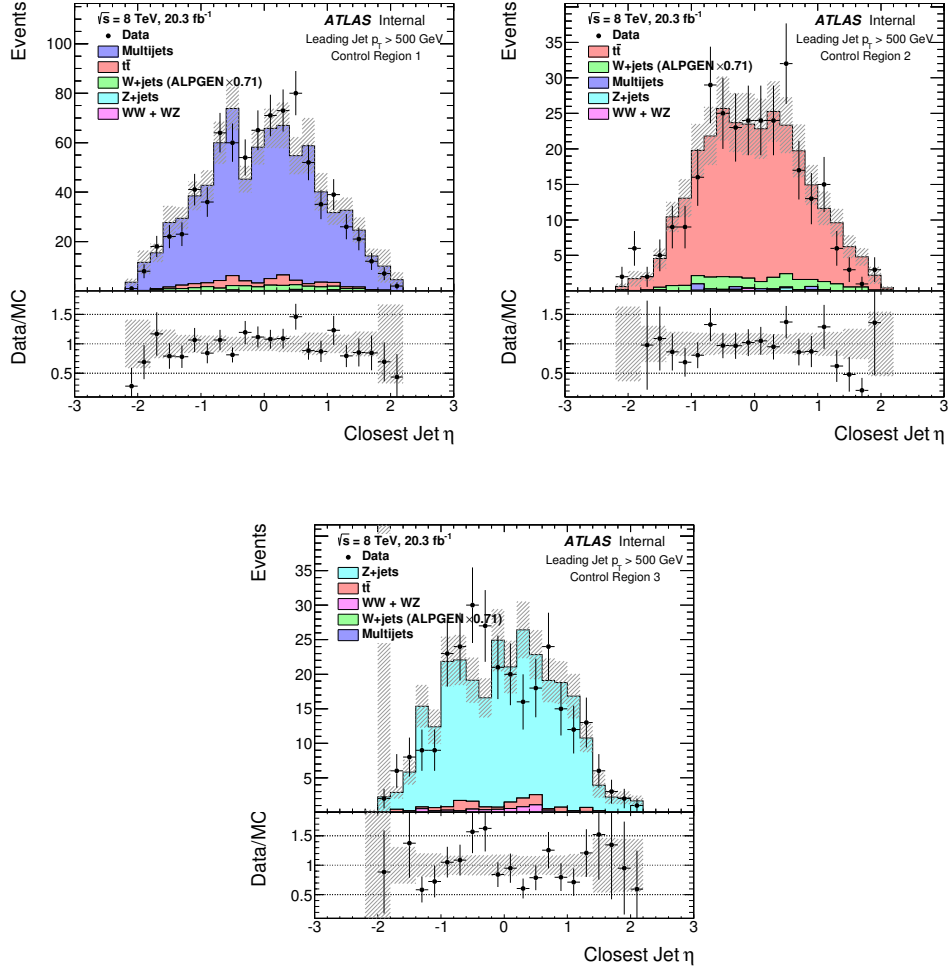 Events
√s = 8 TeV, 20.3 fb⁻¹
Data
Multijets
tt̄
W+jets (ALPGEN ×0.71)
Z+jets
WW + WZ
ATLAS Internal
Leading Jet p_T > 500 GeV
Control Region 1
100
80
60
40
20
Data/MC
1.5
1
0.5
-3 -2 -1 0 1 2 3
Closest Jet η
Events
√s = 8 TeV, 20.3 fb⁻¹
Data
tt̄
W+jets (ALPGEN ×0.71)
Multijets
Z+jets
WW + WZ
ATLAS Internal
Leading Jet p_T > 500 GeV
Control Region 2
35
30
25
20
15
10
5
Data/MC
1.5
1
0.5
-3 -2 -1 0 1 2 3
Closest Jet η
Events
√s = 8 TeV, 20.3 fb⁻¹
Data
Z+jets
tt̄
WW + WZ
W+jets (ALPGEN ×0.71)
Multijets
ATLAS Internal
Leading Jet p_T > 500 GeV
Control Region 3
35
30
25
20
15
10
5
Data/MC
1.5
1
0.5
-3 -2 -1 0 1 2 3
Closest Jet η